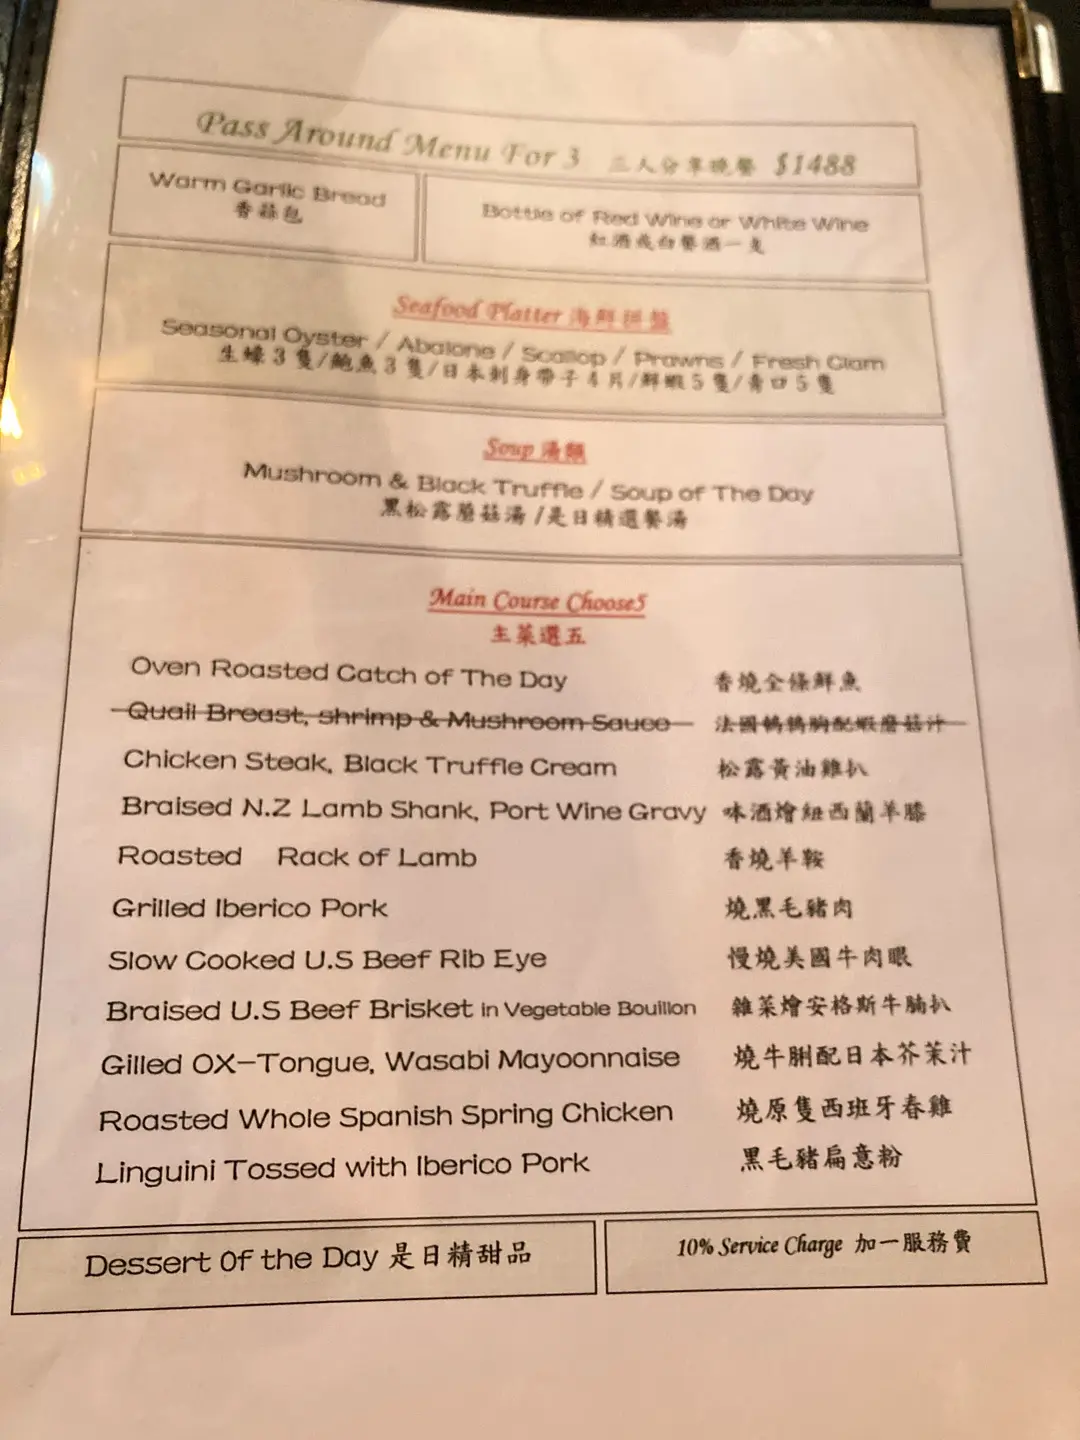 Pass Around Menu For 3 三人分享晚餐 $1488
Warm Garlic Bread
香蒜包
Bottle of Red Wine or White Wine
紅酒或白餐酒一支
Seafood Platter 海鮮拼盤
Seasonal Oyster / Abalone / Scallop / Prawns / Fresh Clam
生蠔3隻/鮑魚3隻/日本刺身帶子4片/鮮蝦5隻/青口5隻
Soup 湯類
Mushroom & Black Truffle / Soup of The Day
黑松露蘑菇湯 /是日精選餐湯
Main Course Choose5
主菜選五
Oven Roasted Catch of The Day 香燒全條鮮魚
Quail Breast, shrimp & Mushroom Sauce 法國鵪鶉胸配蝦蘑菇汁
Chicken Steak, Black Truffle Cream 松露黃油雞扒
Braised N.Z Lamb Shank, Port Wine Gravy 砵酒燴紐西蘭羊膝
Roasted Rack of Lamb 香燒羊鞍
Grilled Iberico Pork 燒黑毛豬肉
Slow Cooked U.S Beef Rib Eye 慢燒美國牛肉眼
Braised U.S Beef Brisket in Vegetable Bouillon 雜菜燴安格斯牛腩扒
Gilled OX-Tongue, Wasabi Mayoonnaise 燒牛脷配日本芥茉汁
Roasted Whole Spanish Spring Chicken 燒原隻西班牙春雞
Linguini Tossed with Iberico Pork 黑毛豬扁意粉
Dessert Of the Day 是日精甜品
10% Service Charge 加一服務費